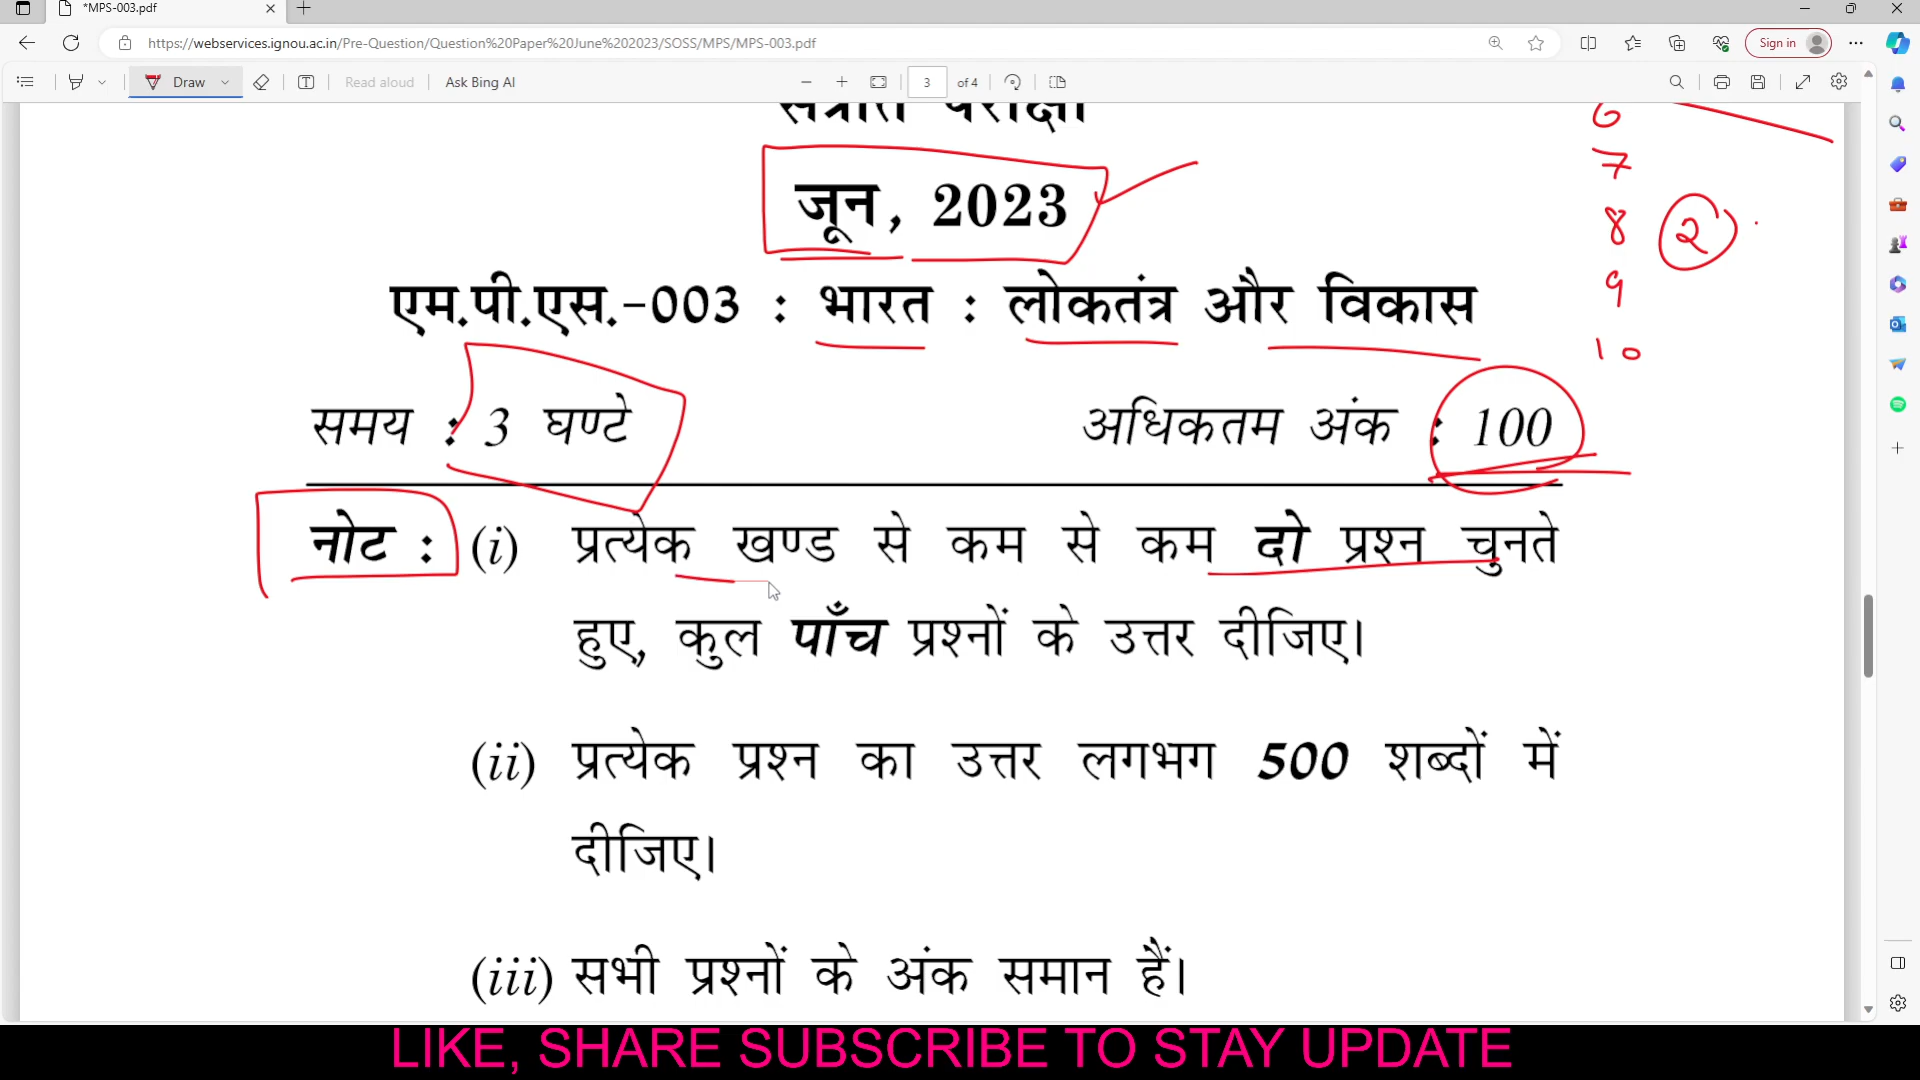 *MPS-003.pdf
https://webservices.ignou.ac.in/Pre-Question/Question%20Paper%20June%202023/SOSS/MPS/MPS-003.pdf
Sign in
Draw
Read aloud
Ask Bing AI
3 of 4
सत्रांत परीक्षा
6
7
8 2
9
10
जून, 2023
एम.पी.एस.-003 : भारत : लोकतंत्र और विकास
समय : 3 घण्टे अधिकतम अंक : 100
नोट : (i) प्रत्येक खण्ड से कम से कम दो प्रश्न चुनते
हुए, कुल पाँच प्रश्नों के उत्तर दीजिए।
(ii) प्रत्येक प्रश्न का उत्तर लगभग 500 शब्दों में
दीजिए।
(iii) सभी प्रश्नों के अंक समान हैं।
LIKE, SHARE SUBSCRIBE TO STAY UPDATE